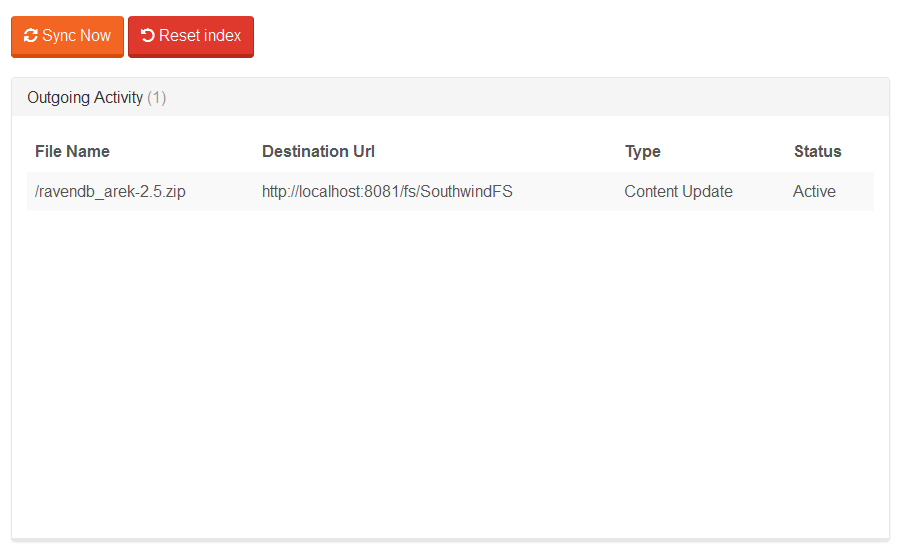 Sync Now Reset index
Outgoing Activity (1)
File Name Destination Url Type Status
/ravendb_arek-2.5.zip http://localhost:8081/fs/SouthwindFS Content Update Active